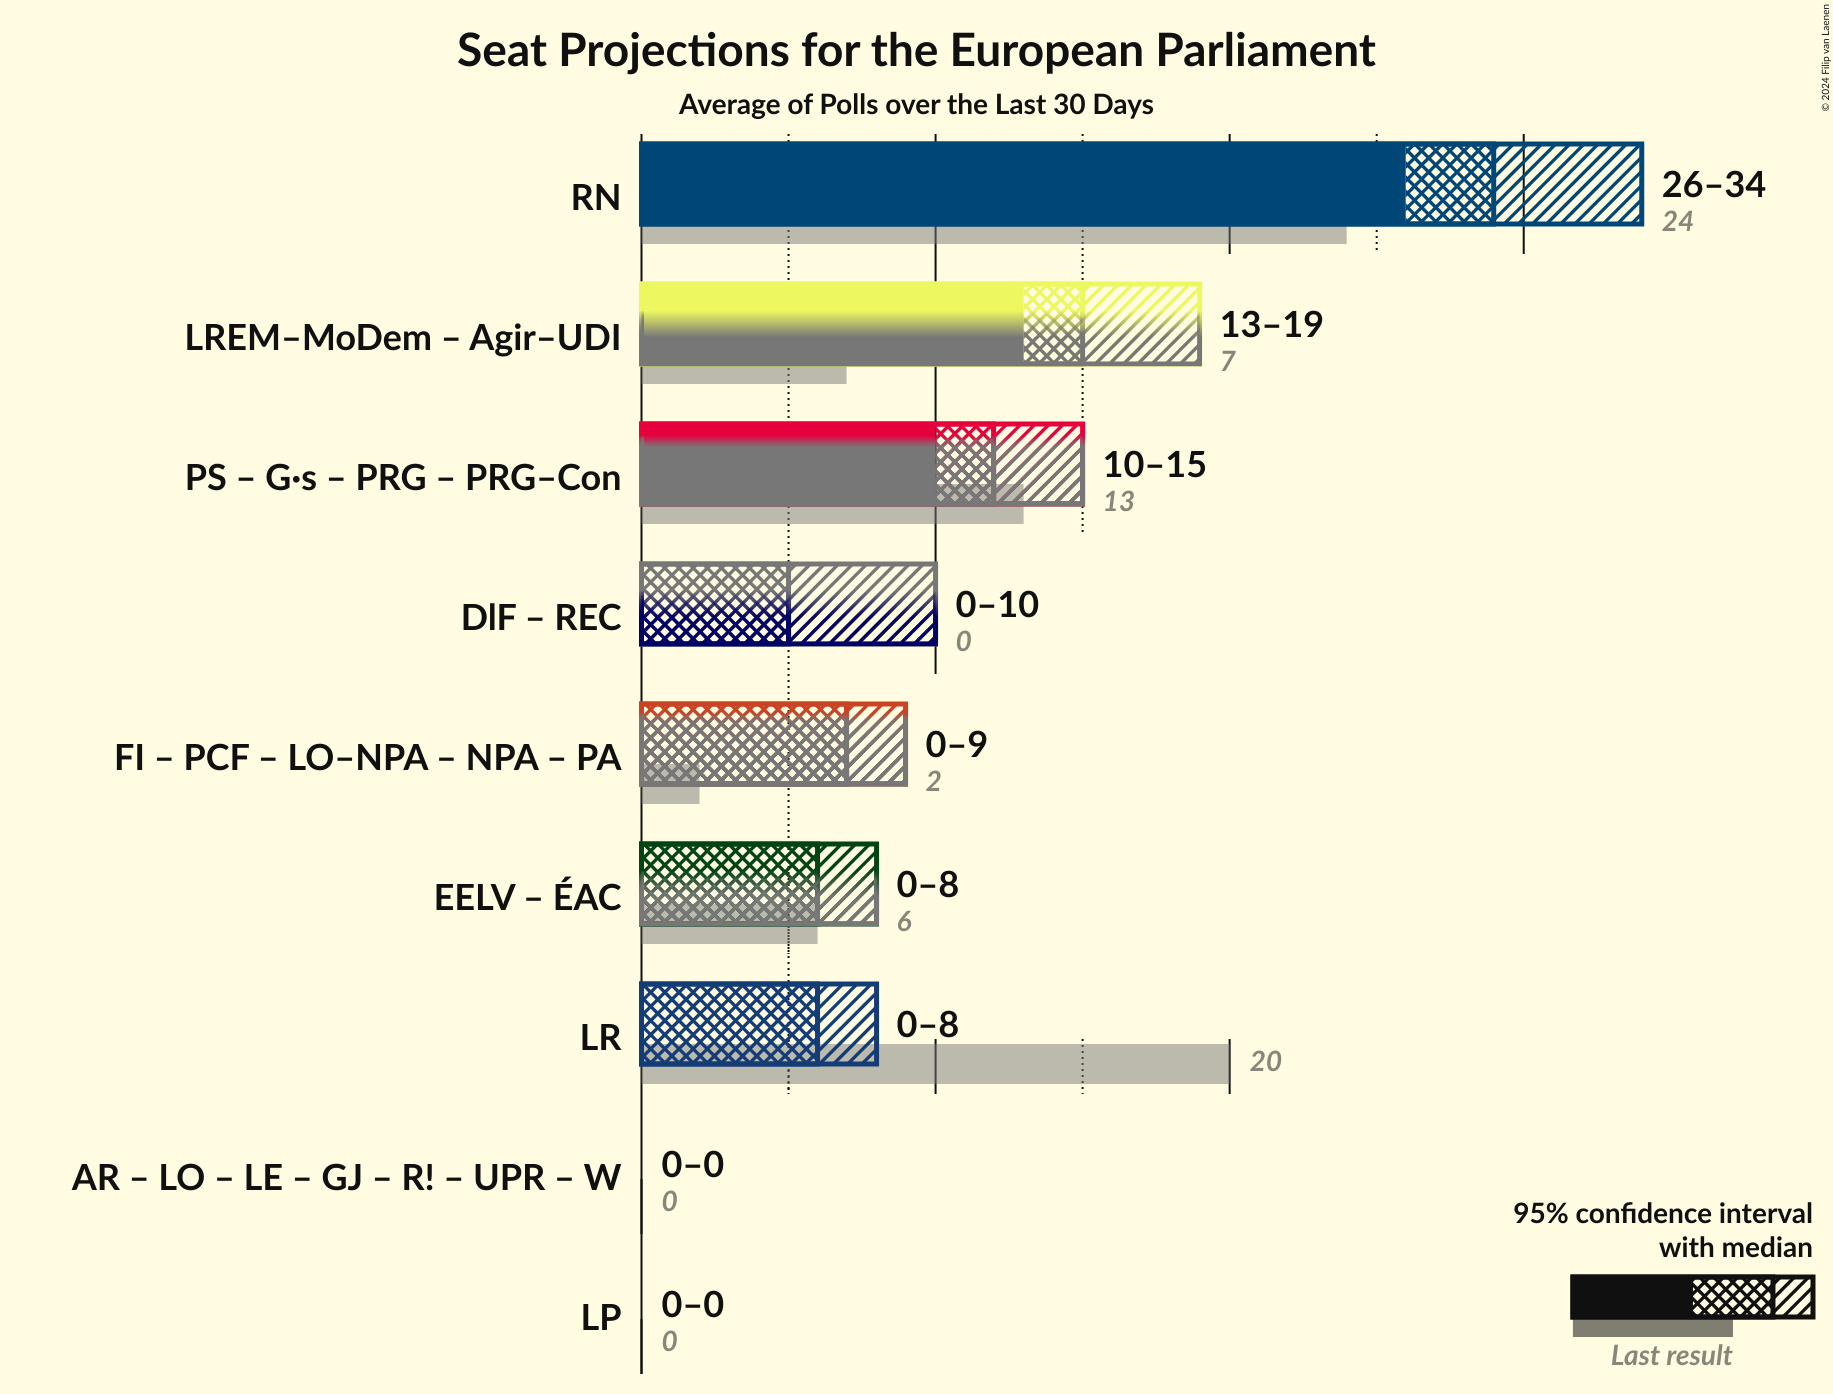 Seat Projections for the European Parliament
Average of Polls over the Last 30 Days
© 2024 Filip van Laenen
RN
26–34
24
LREM–MoDem – Agir–UDI
13–19
7
PS – G·s – PRG – PRG–Con
10–15
13
DlF – REC
0–10
0
FI – PCF – LO–NPA – NPA – PA
0–9
2
EELV – ÉAC
0–8
6
LR
0–8
20
AR – LO – LE – GJ – R! – UPR – W
0–0
0
LP
0–0
0
95% confidence interval
with median
Last result